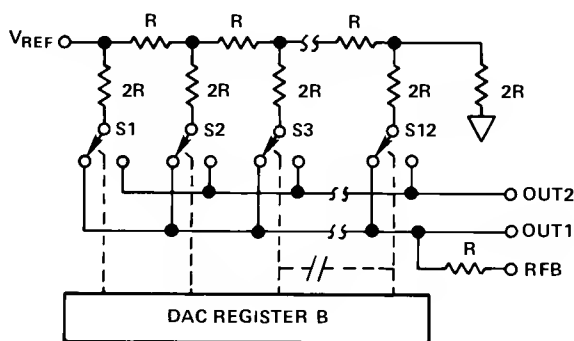 R R R
VREF
2R 2R 2R 2R 2R
S1 S2 S3 S12
OUT2
OUT1
R
RFB
DAC REGISTER B